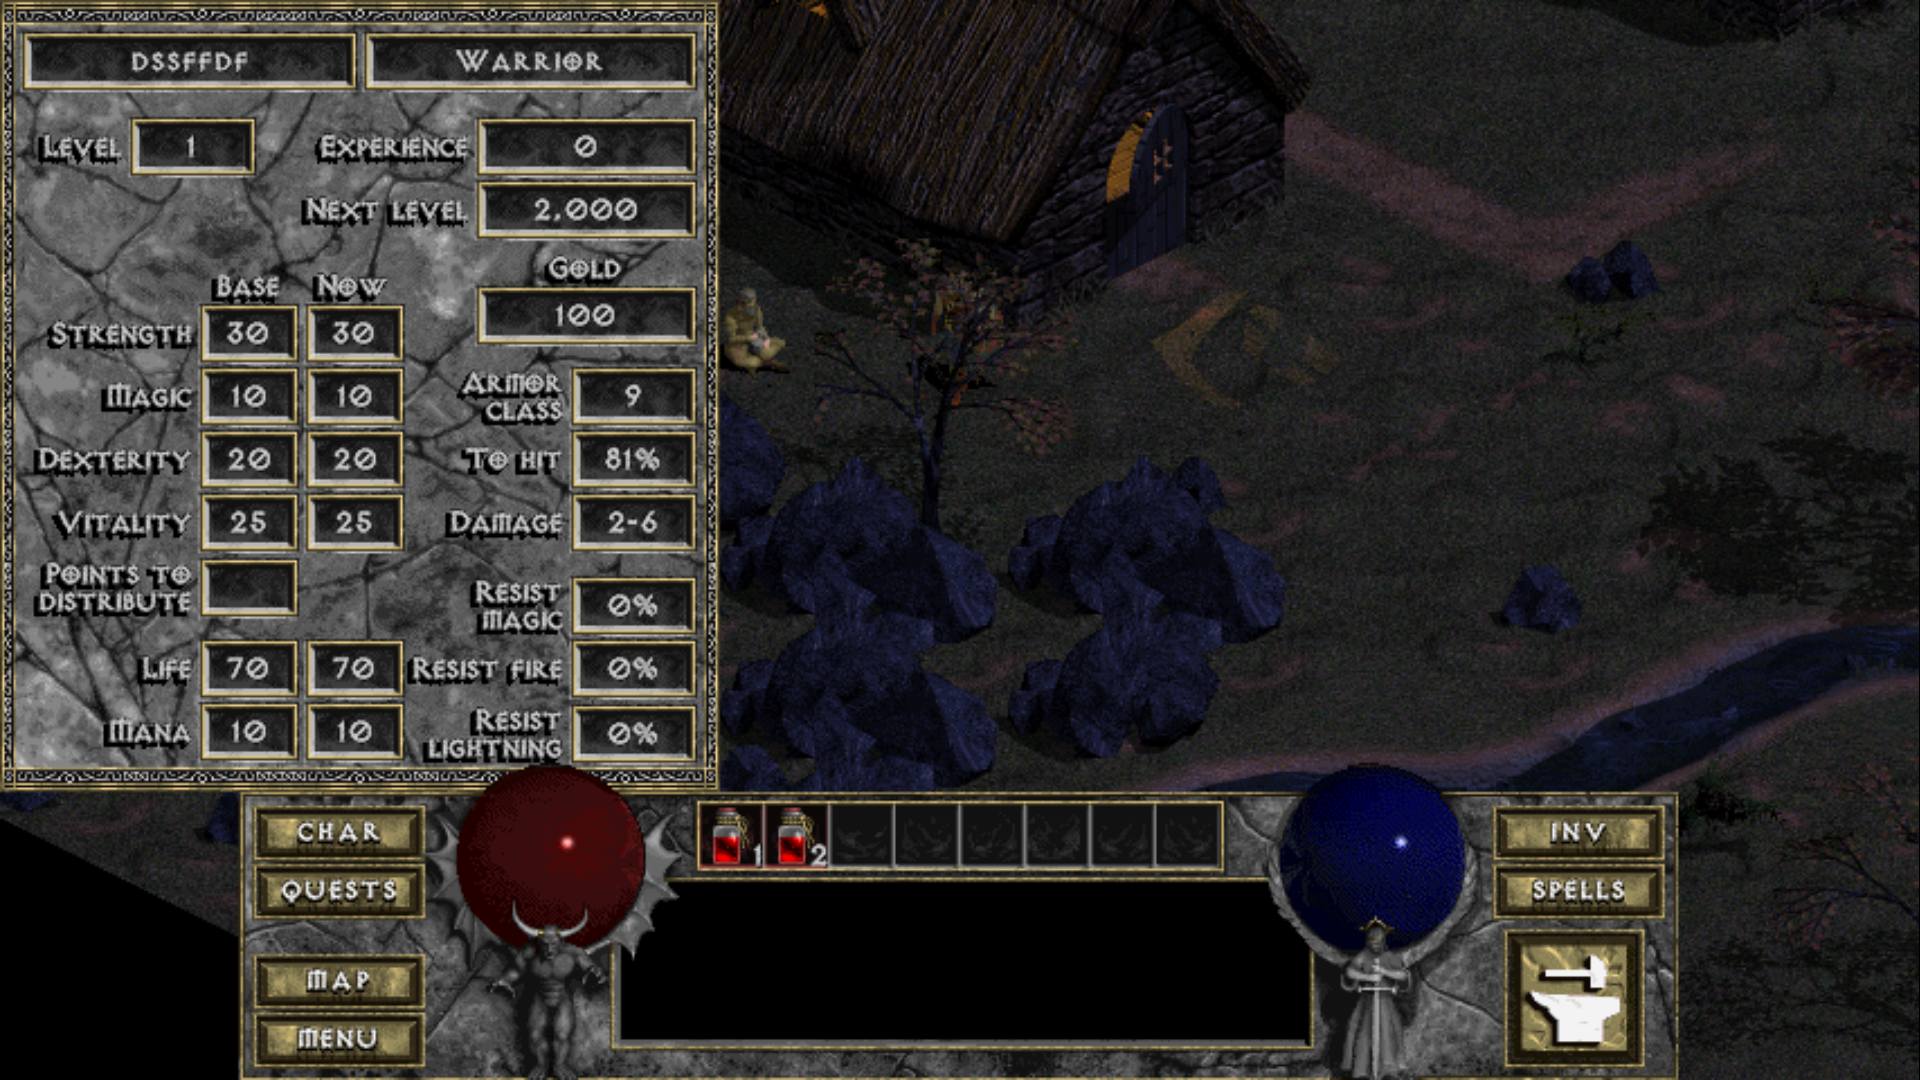 DSSFFDF WARRIOR
LEVEL 1 EXPERIENCE 0
NEXT LEVEL 2,000
GOLD
BASE NOW
100
STRENGTH 30 30
ARMOR
MAGIC 10 10 CLASS 9
DEXTERITY 20 20 TO HIT 81%
VITALITY 25 25 DAMAGE 2-6
POINTS TO
DISTRIBUTE
RESIST
MAGIC 0%
LIFE 70 70 RESIST FIRE 0%
MANA 10 10 RESIST
LIGHTNING 0%
CHAR 1 2 INV
QUESTS SPELLS
MAP
MENU